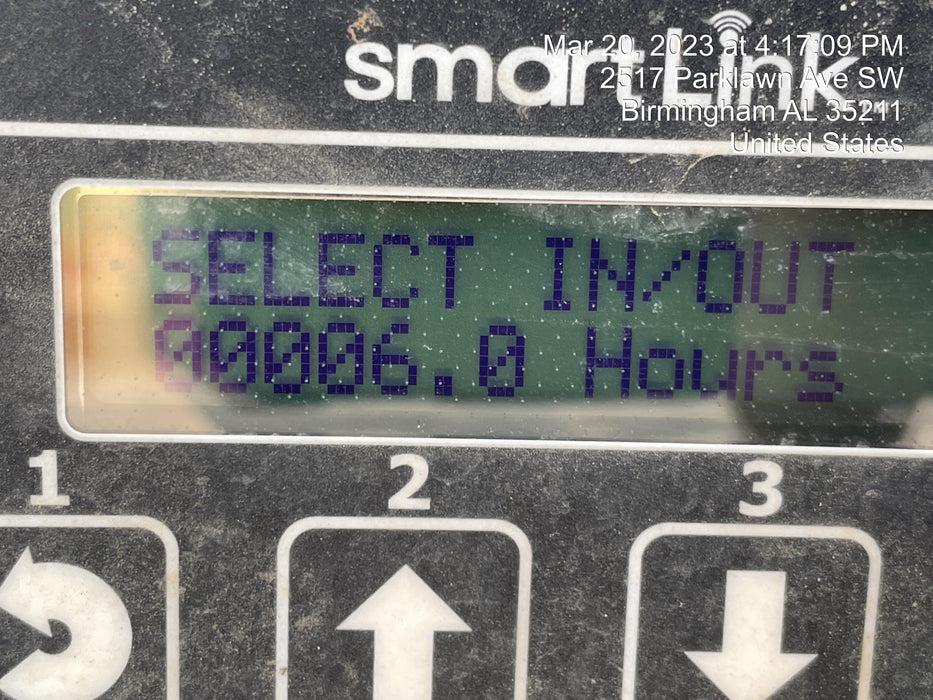 smartLink
Mar 20, 2023 at 4:17:09 PM
2517 Parklawn Ave SW
Birmingham AL 35211
United States
SELECT IN/OUT
00006.0 Hours
1 2 3